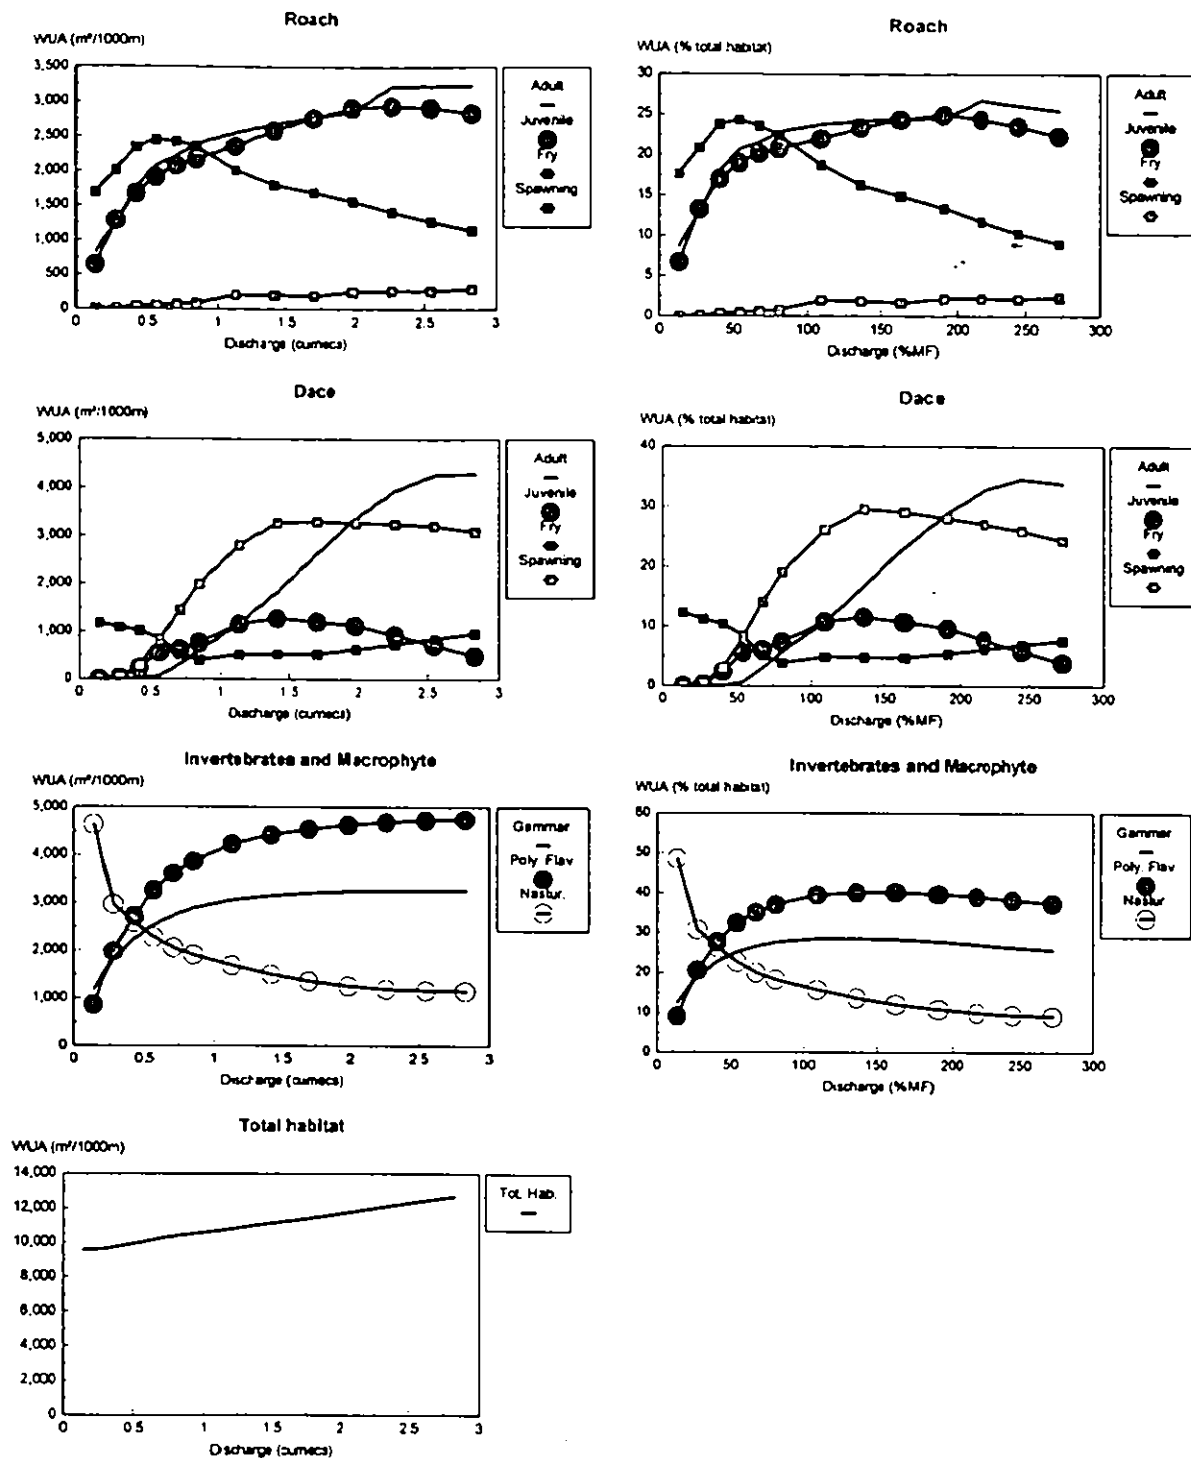 Roach
WUA (m²/1000m)
3,500
3,000
2,500
2,000
1,500
1,000
500
0
0 0.5 1 1.5 2 2.5 3
Discharge (cumecs)
Adult
Juvenile
Fry
Spawning
Roach
WUA (% total habitat)
30
25
20
15
10
5
0
0 50 100 150 200 250 300
Discharge (%MF)
Adult
Juvenile
Fry
Spawning
Dace
WUA (m²/1000m)
5,000
4,000
3,000
2,000
1,000
0
0 0.5 1 1.5 2 2.5 3
Discharge (cumecs)
Adult
Juvenile
Fry
Spawning
Dace
WUA (% total habitat)
40
30
20
10
0
0 50 100 150 200 250 300
Discharge (%MF)
Adult
Juvenile
Fry
Spawning
Invertebrates and Macrophyte
WUA (m²/1000m)
5,000
4,000
3,000
2,000
1,000
0
0 0.5 1 1.5 2 2.5 3
Discharge (cumecs)
Gammar
Poly. Flav
Nastur.
Invertebrates and Macrophyte
WUA (% total habitat)
60
50
40
30
20
10
0
0 50 100 150 200 250 300
Discharge (%MF)
Gammar
Poly. Flav
Nastur
Total habitat
WUA (m²/1000m)
14,000
12,000
10,000
8,000
6,000
4,000
2,000
0
0 0.5 1 1.5 2 2.5 3
Discharge (cumecs)
Tot. Hab.